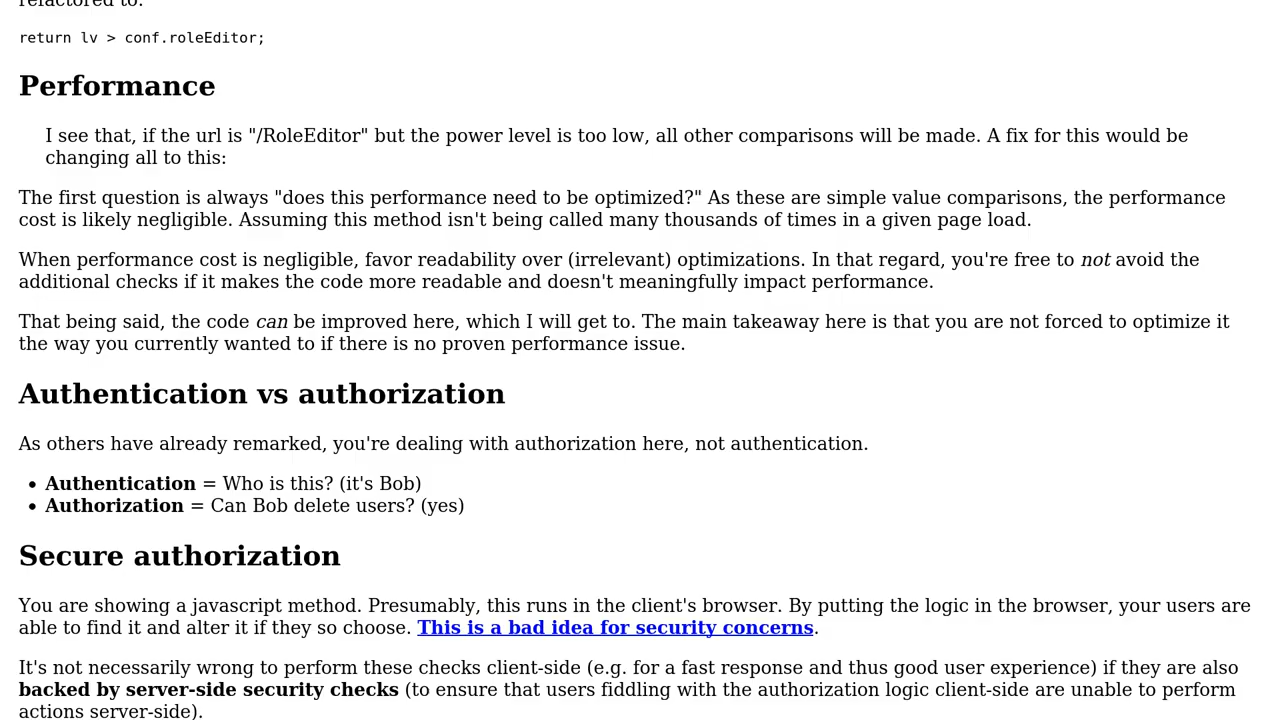 refactored to:
return lv > conf.roleEditor;
Performance
I see that, if the url is "/RoleEditor" but the power level is too low, all other comparisons will be made. A fix for this would be
changing all to this:
The first question is always "does this performance need to be optimized?" As these are simple value comparisons, the performance
cost is likely negligible. Assuming this method isn't being called many thousands of times in a given page load.
When performance cost is negligible, favor readability over (irrelevant) optimizations. In that regard, you're free to not avoid the
additional checks if it makes the code more readable and doesn't meaningfully impact performance.
That being said, the code can be improved here, which I will get to. The main takeaway here is that you are not forced to optimize it
the way you currently wanted to if there is no proven performance issue.
Authentication vs authorization
As others have already remarked, you're dealing with authorization here, not authentication.
• Authentication = Who is this? (it's Bob)
• Authorization = Can Bob delete users? (yes)
Secure authorization
You are showing a javascript method. Presumably, this runs in the client's browser. By putting the logic in the browser, your users are
able to find it and alter it if they so choose. This is a bad idea for security concerns.
It's not necessarily wrong to perform these checks client-side (e.g. for a fast response and thus good user experience) if they are also
backed by server-side security checks (to ensure that users fiddling with the authorization logic client-side are unable to perform
actions server-side).